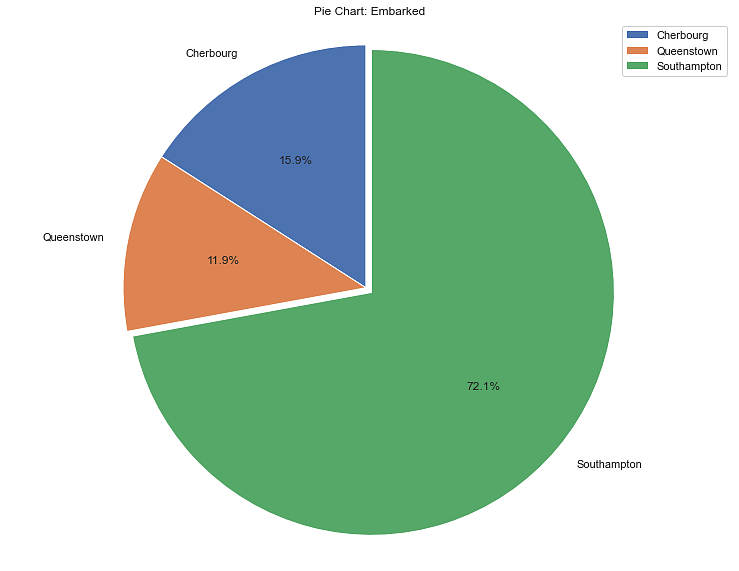 Pie Chart: Embarked
Cherbourg
Queenstown
Southampton
Cherbourg
15.9%
Queenstown
11.9%
72.1%
Southampton